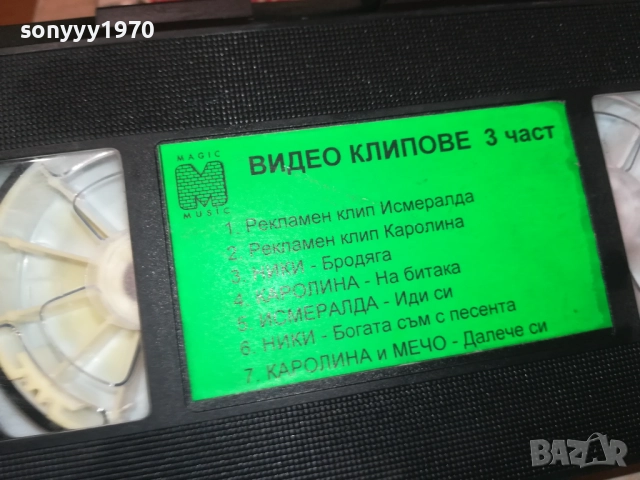 sonyyy1970
MAGIC
MUSIC
ВИДЕО КЛИПОВЕ 3 част
1. Рекламен клип Исмералда
2. Рекламен клип Каролина
3. НИКИ - Бродяга
4. КАРОЛИНА - На битака
5. ИСМЕРАЛДА - Иди си
6. НИКИ - Богата съм с песента
7. КАРОЛИНА и МЕЧО - Далече си
BAZAR